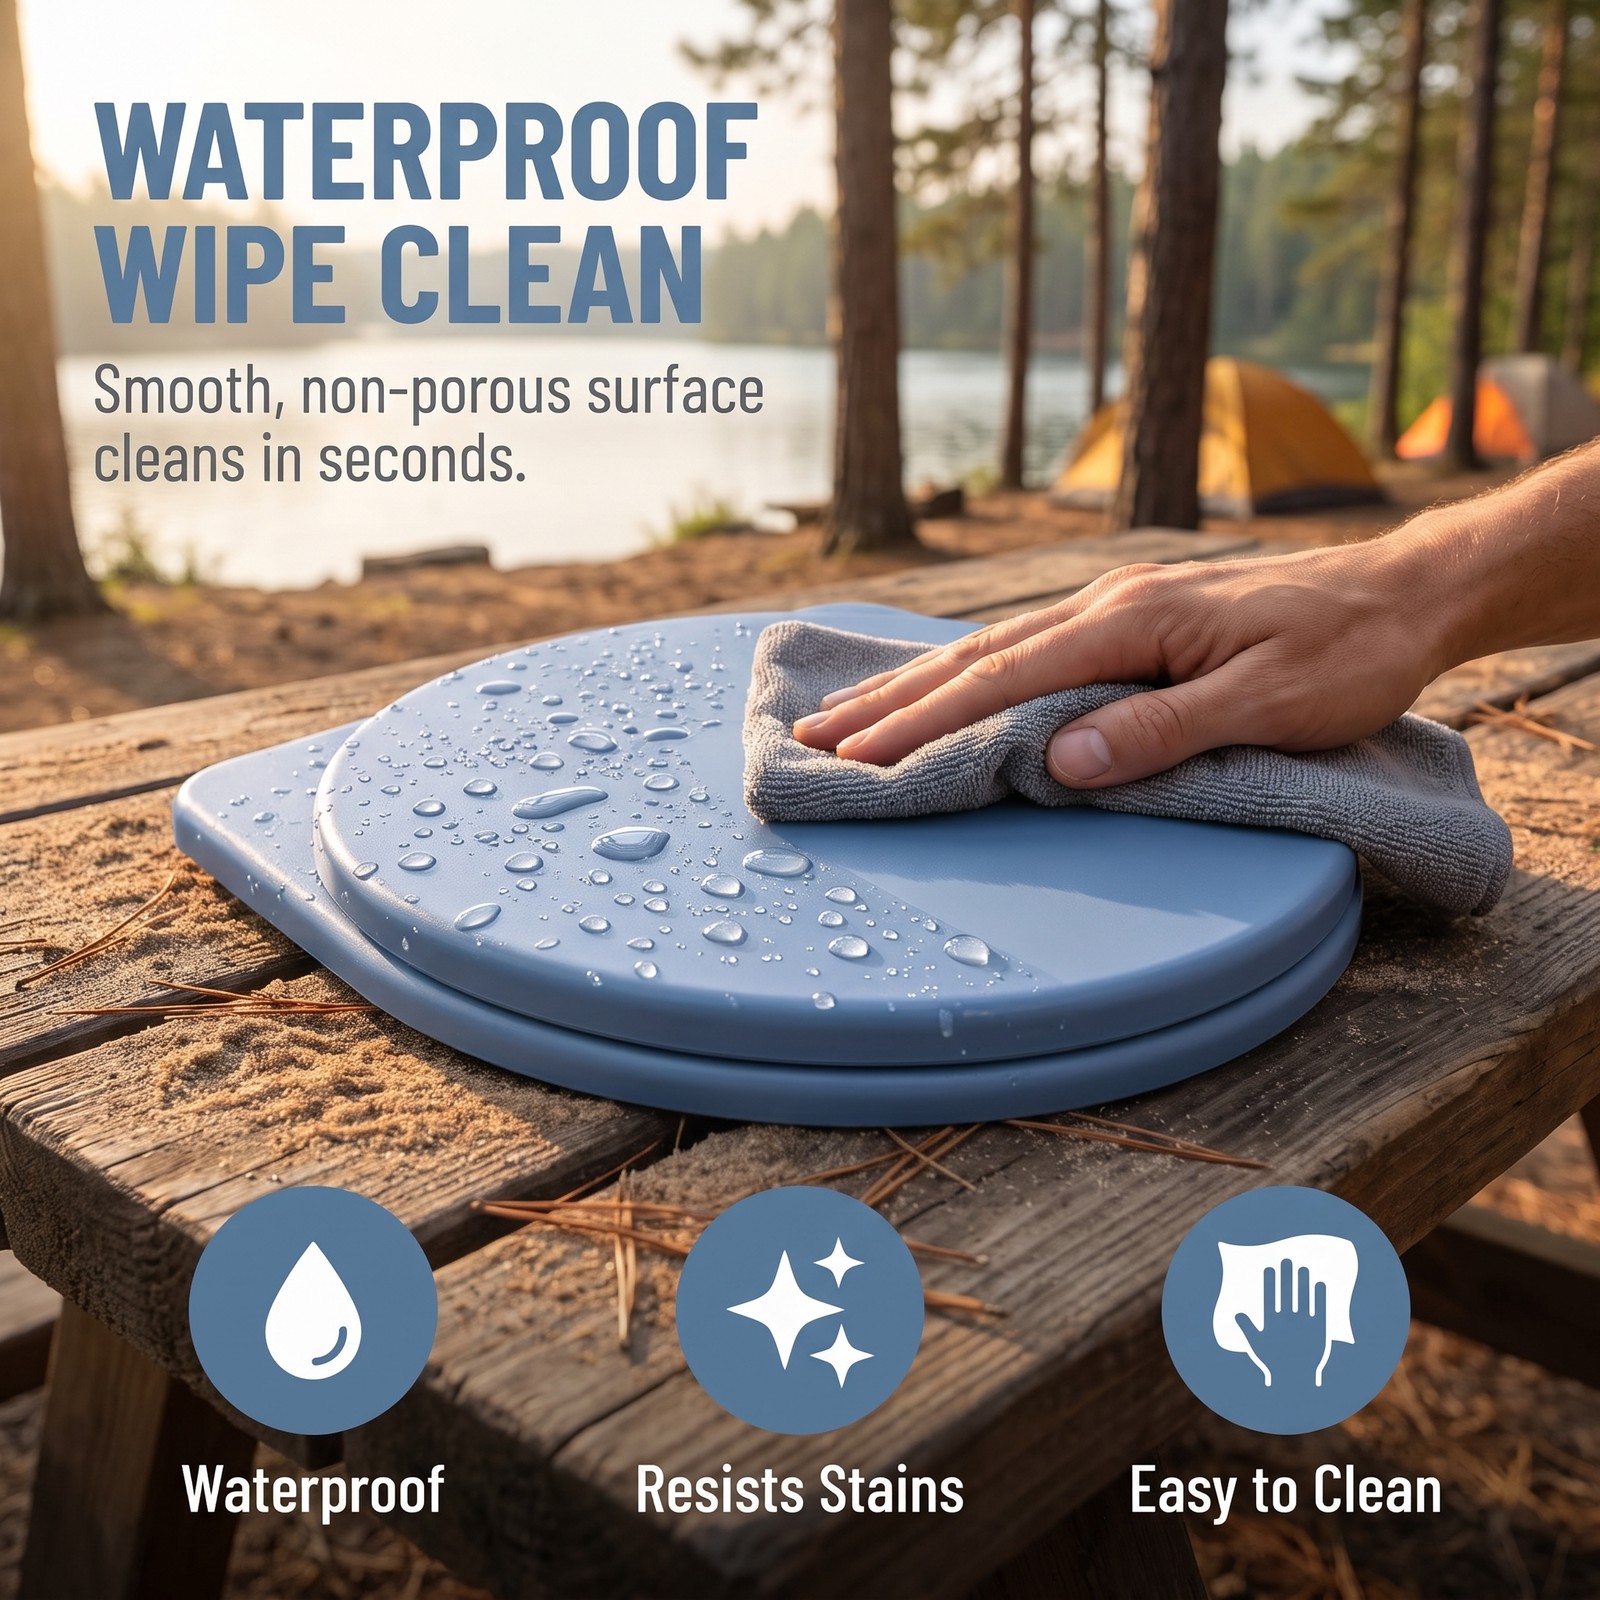 WATERPROOF
WIPE CLEAN
Smooth, non-porous surface
cleans in seconds.
Waterproof
Resists Stains
Easy to Clean